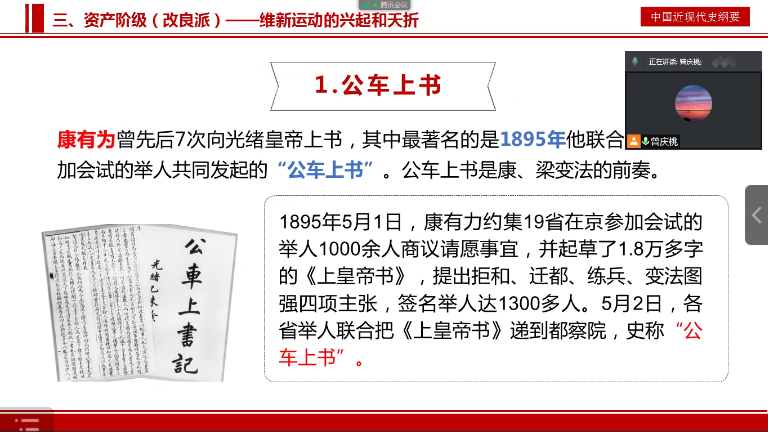 腾讯会议
三、资产阶级（改良派）——维新运动的兴起和夭折
中国近现代史纲要
正在讲话: 曾庆桃;
1.公车上书
曾庆桃
康有为曾先后7次向光绪皇帝上书，其中最著名的是1895年他联合
加会试的举人共同发起的“公车上书”。公车上书是康、梁变法的前奏。
1895年5月1日，康有力约集19省在京参加会试的
举人1000余人商议请愿事宜，并起草了1.8万多字
的《上皇帝书》，提出拒和、迁都、练兵、变法图
强四项主张，签名举人达1300多人。5月2日，各
省举人联合把《上皇帝书》递到都察院，史称“公
车上书”。
公車上書記
光緒乙未